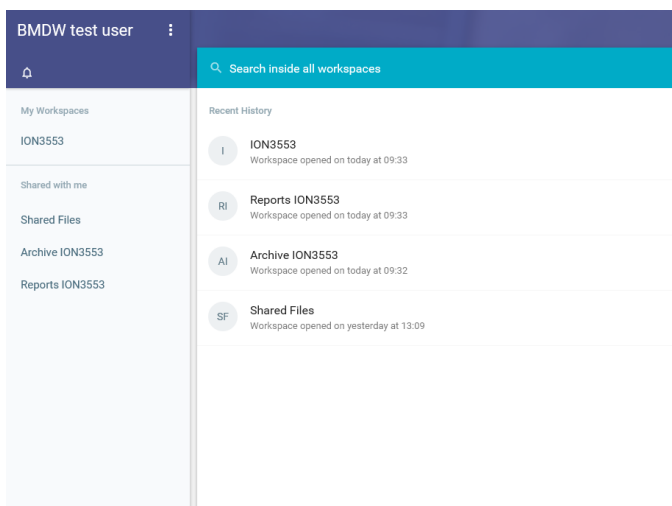 BMDW test user
My Workspaces
ION3553
Shared with me
Shared Files
Archive ION3553
Reports ION3553
Search inside all workspaces
Recent History
I
ION3553
Workspace opened on today at 09:33
RI
Reports ION3553
Workspace opened on today at 09:33
AI
Archive ION3553
Workspace opened on today at 09:32
SF
Shared Files
Workspace opened on yesterday at 13:09